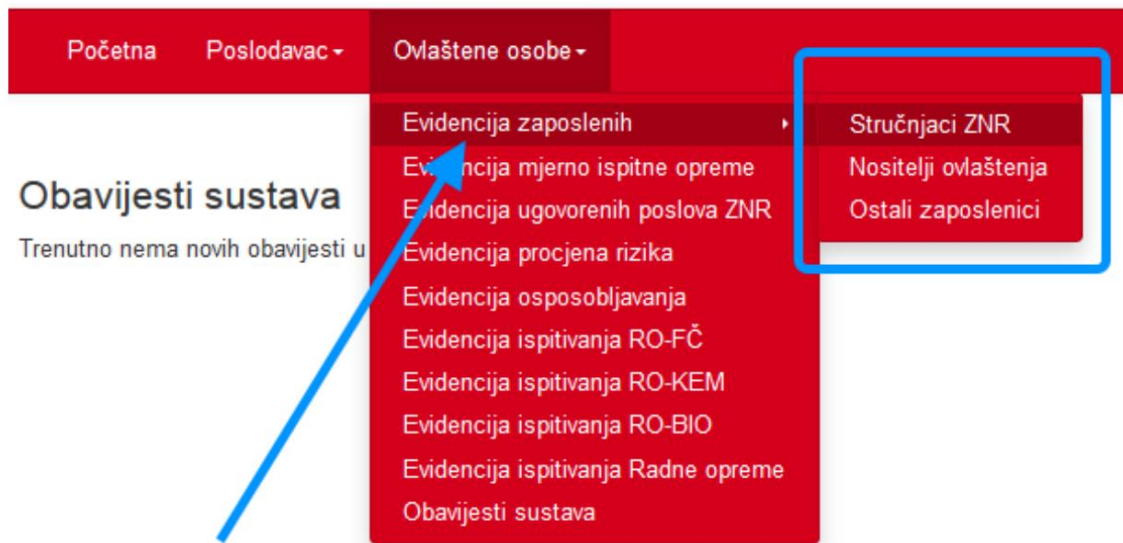 Početna Poslodavac Ovlaštene osobe
Evidencija zaposlenih
Stručnjaci ZNR
Nositelji ovlaštenja
Ostali zaposlenici
Evidencija mjerno ispitne opreme
Evidencija ugovorenih poslova ZNR
Evidencija procjena rizika
Evidencija osposobljavanja
Evidencija ispitivanja RO-FČ
Evidencija ispitivanja RO-KEM
Evidencija ispitivanja RO-BIO
Evidencija ispitivanja Radne opreme
Obavijesti sustava
Obavijesti sustava
Trenutno nema novih obavijesti u